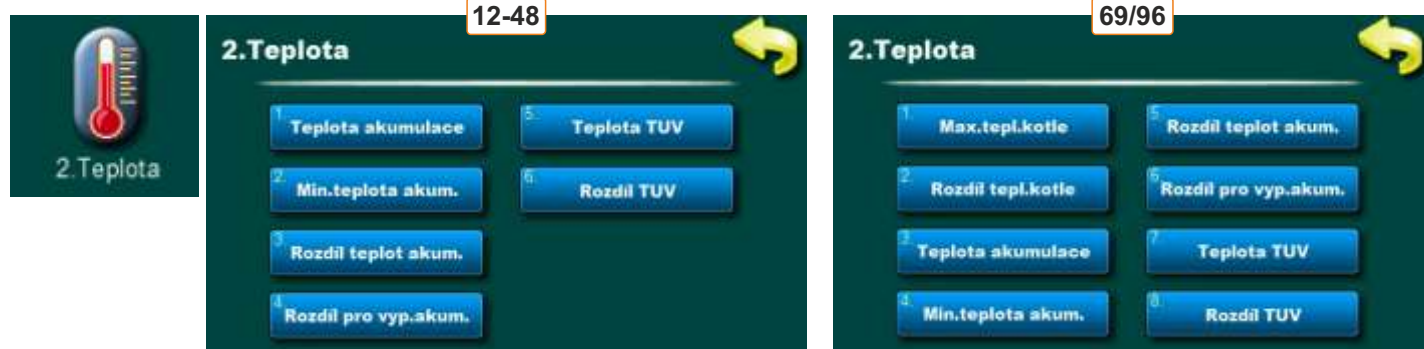 2.Teplota
12-48
2.Teplota
1. Teplota akumulace
2. Min.teplota akum.
3. Rozdíl teplot akum.
4. Rozdíl pro vyp.akum.
5. Teplota TUV
6. Rozdíl TUV
69/96
2.Teplota
1. Max.tepl.kotle
2. Rozdíl tepl.kotle
3. Teplota akumulace
4. Min.teplota akum.
5. Rozdíl teplot akum.
6. Rozdíl pro vyp.akum.
7. Teplota TUV
8. Rozdíl TUV